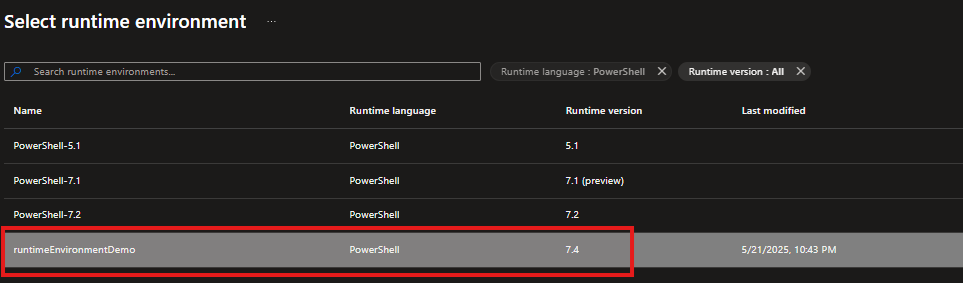 Select runtime environment ...
Search runtime environments... Runtime language : PowerShell Runtime version : All
Name Runtime language Runtime version Last modified
PowerShell-5.1 PowerShell 5.1
PowerShell-7.1 PowerShell 7.1 (preview)
PowerShell-7.2 PowerShell 7.2
runtimeEnvironmentDemo PowerShell 7.4 5/21/2025, 10:43 PM